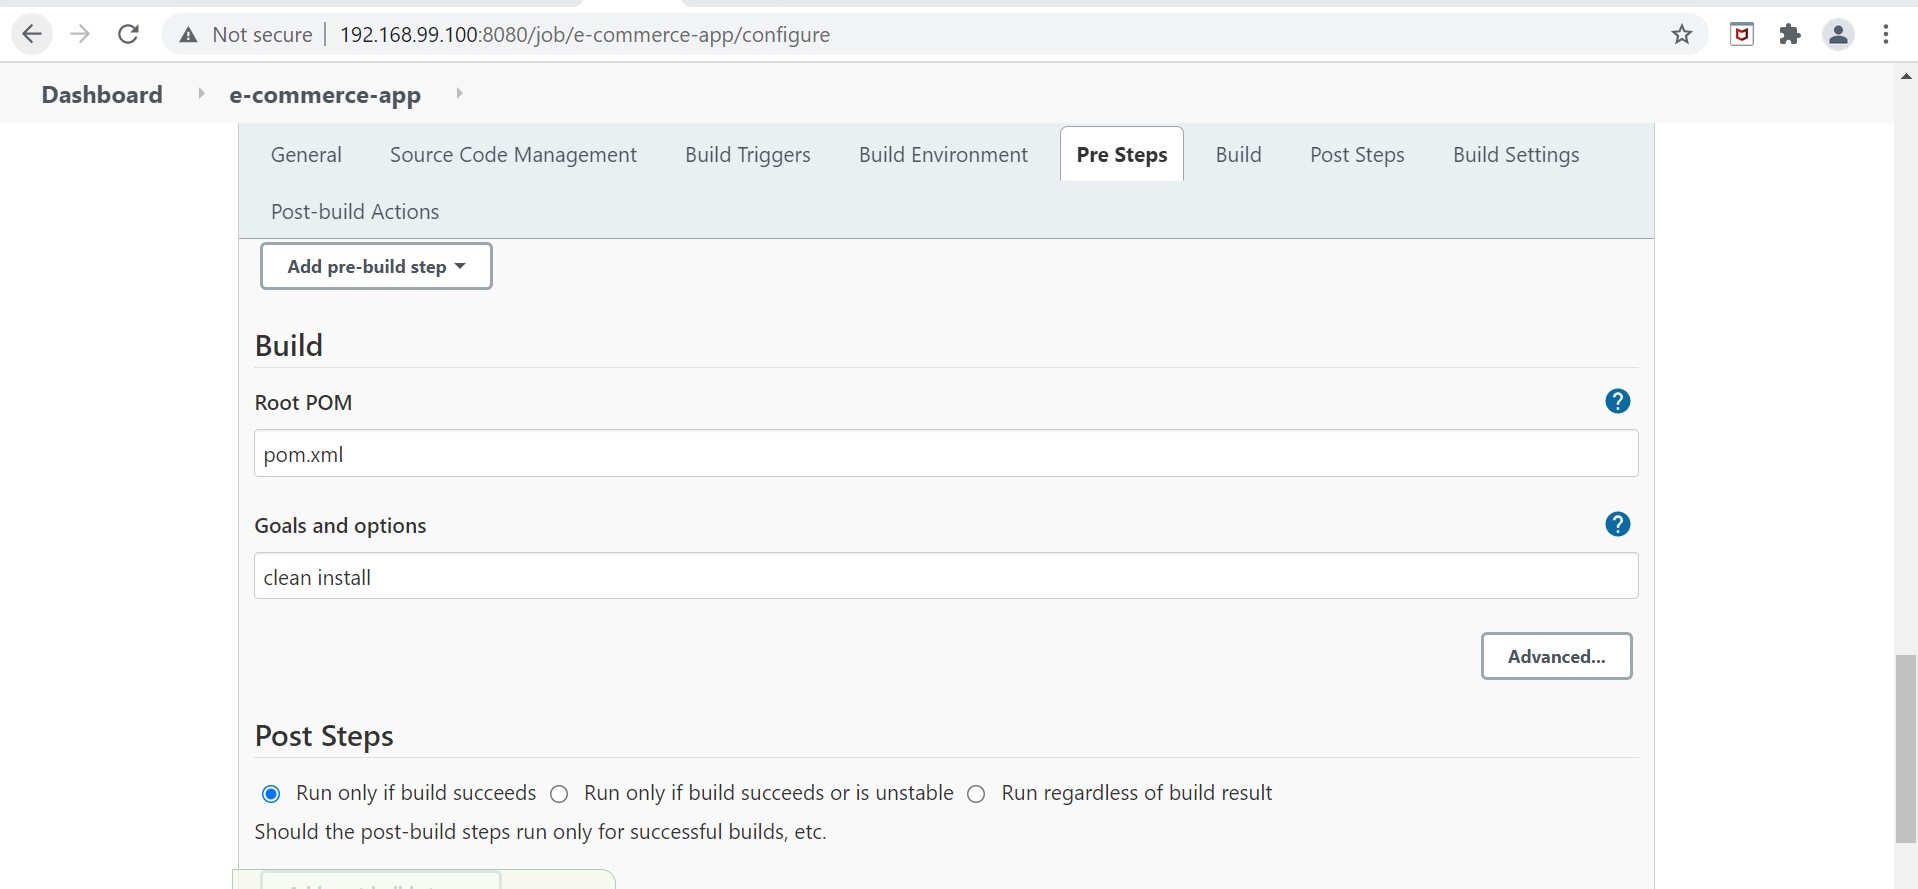 Not secure | 192.168.99.100:8080/job/e-commerce-app/configure
Dashboard e-commerce-app
General Source Code Management Build Triggers Build Environment Pre Steps Build Post Steps Build Settings
Post-build Actions
Add pre-build step
Build
Root POM
pom.xml
Goals and options
clean install
Advanced...
Post Steps
Run only if build succeeds Run only if build succeeds or is unstable Run regardless of build result
Should the post-build steps run only for successful builds, etc.